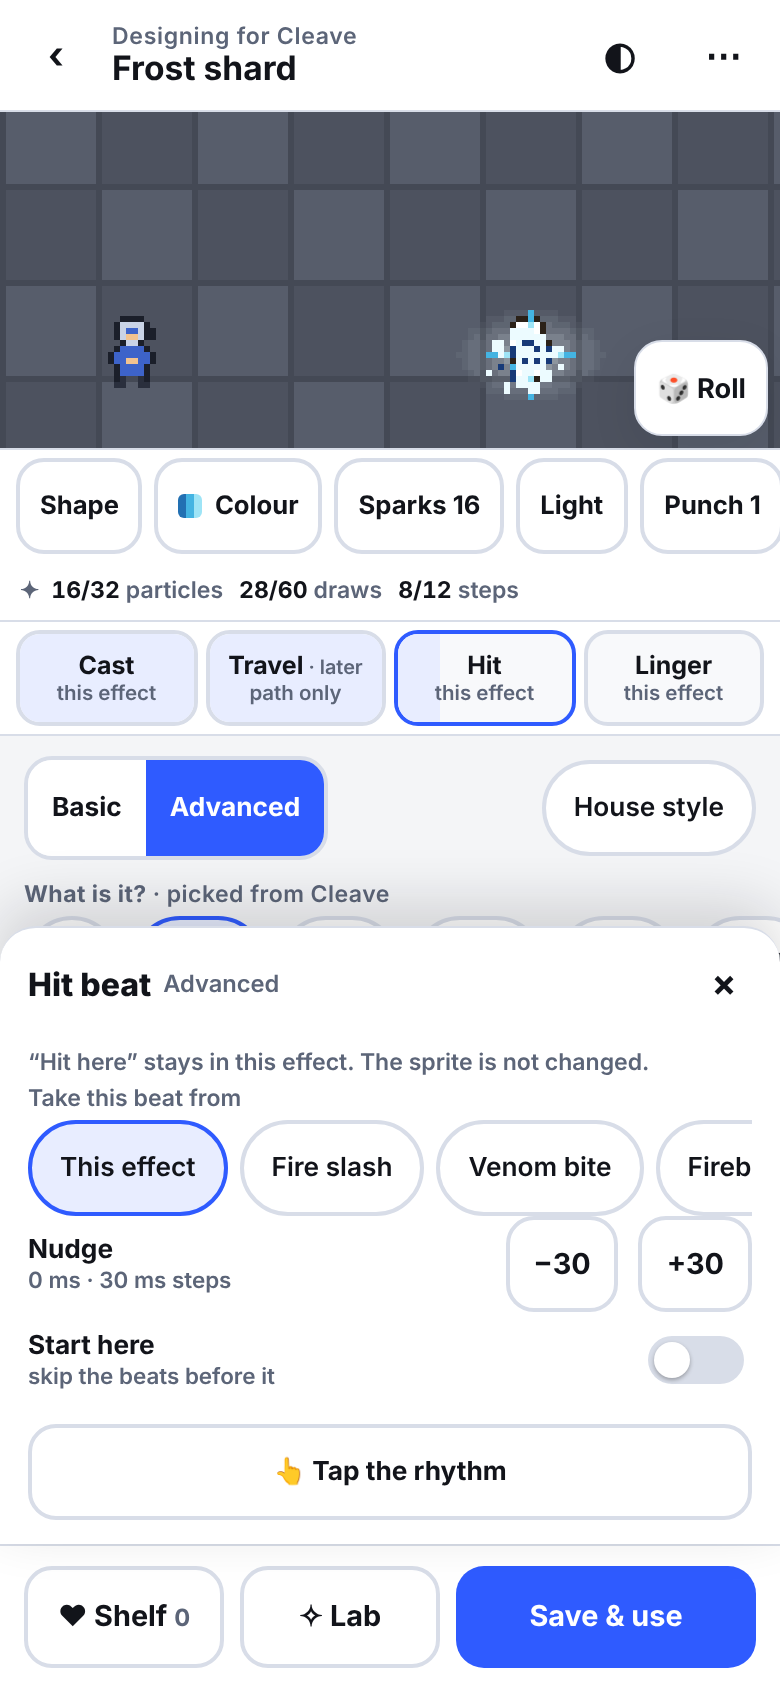 Designing for Cleave
Frost shard
Roll
Shape
Colour
Sparks 16
Light
Punch 1
16/32 particles 28/60 draws 8/12 steps
Cast
this effect
Travel · later
path only
Hit
this effect
Linger
this effect
Basic
Advanced
House style
What is it? · picked from Cleave
Hit beat Advanced
“Hit here” stays in this effect. The sprite is not changed.
Take this beat from
This effect
Fire slash
Venom bite
Fireb
Nudge
0 ms · 30 ms steps
−30
+30
Start here
skip the beats before it
Tap the rhythm
Shelf 0
Lab
Save & use